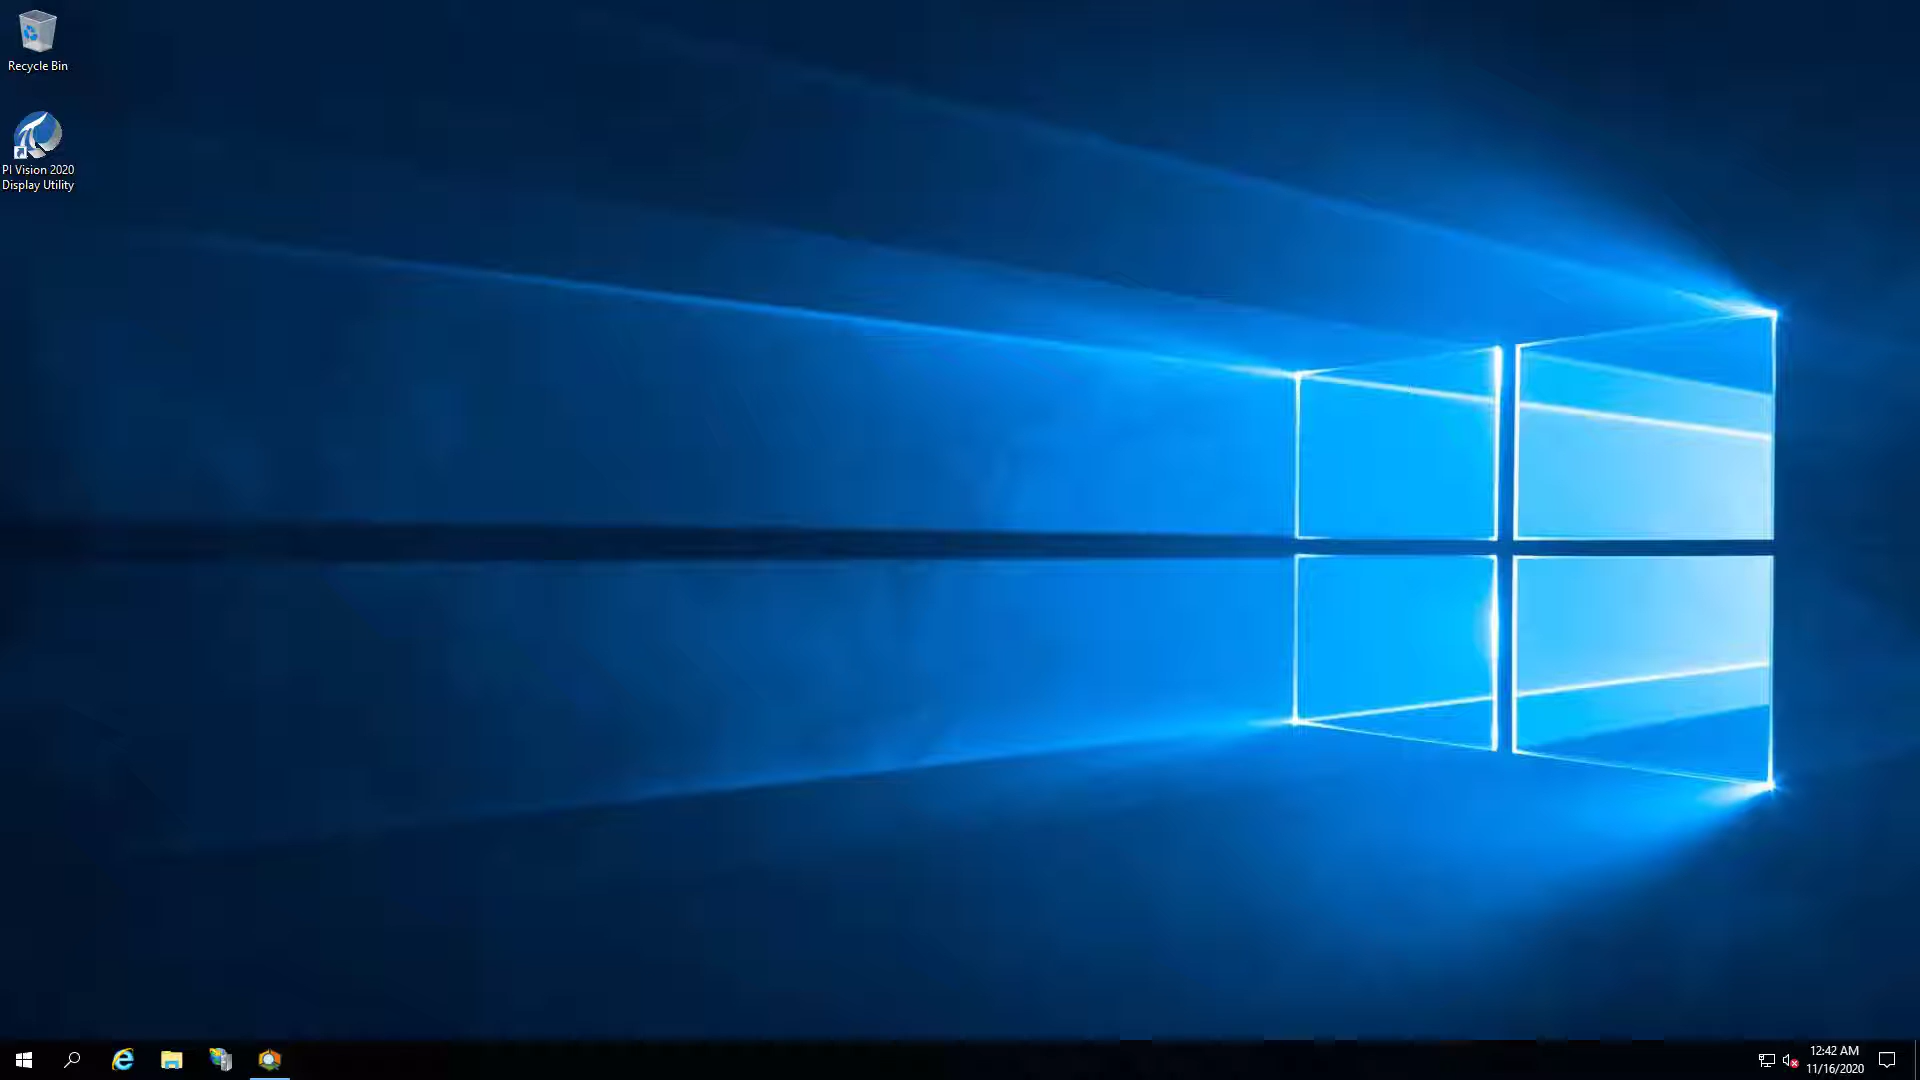 Recycle Bin
PI Vision 2020
Display Utility
12:42 AM
11/16/2020